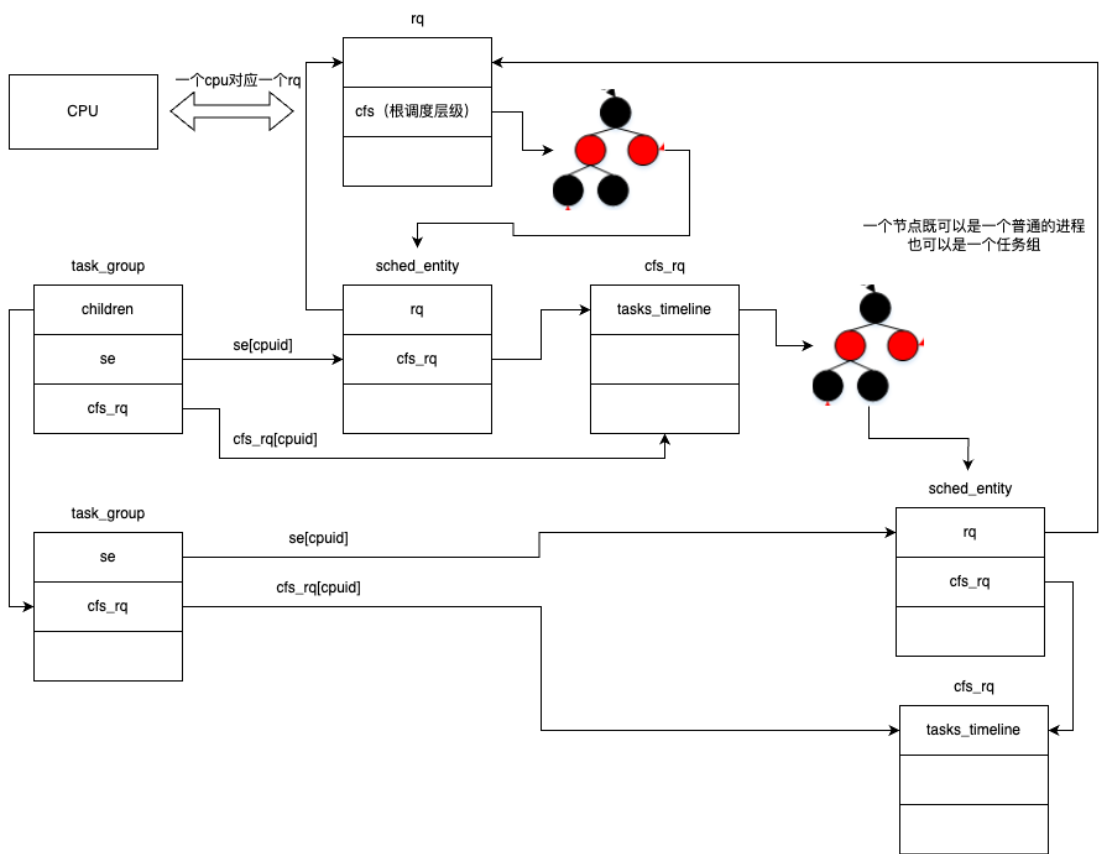 rq
一个cpu对应一个rq
CPU
cfs（根调度层级）
一个节点既可以是一个普通的进程
也可以是一个任务组
task_group
sched_entity
cfs_rq
children
rq
tasks_timeline
se
se[cpuid]
cfs_rq
cfs_rq
cfs_rq[cpuid]
sched_entity
task_group
se
se[cpuid]
rq
cfs_rq
cfs_rq[cpuid]
cfs_rq
cfs_rq
tasks_timeline